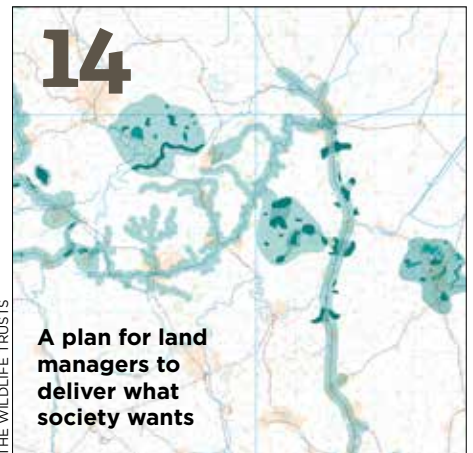 14
A plan for land
managers to
deliver what
society wants
THE WILDLIFE TRUSTS